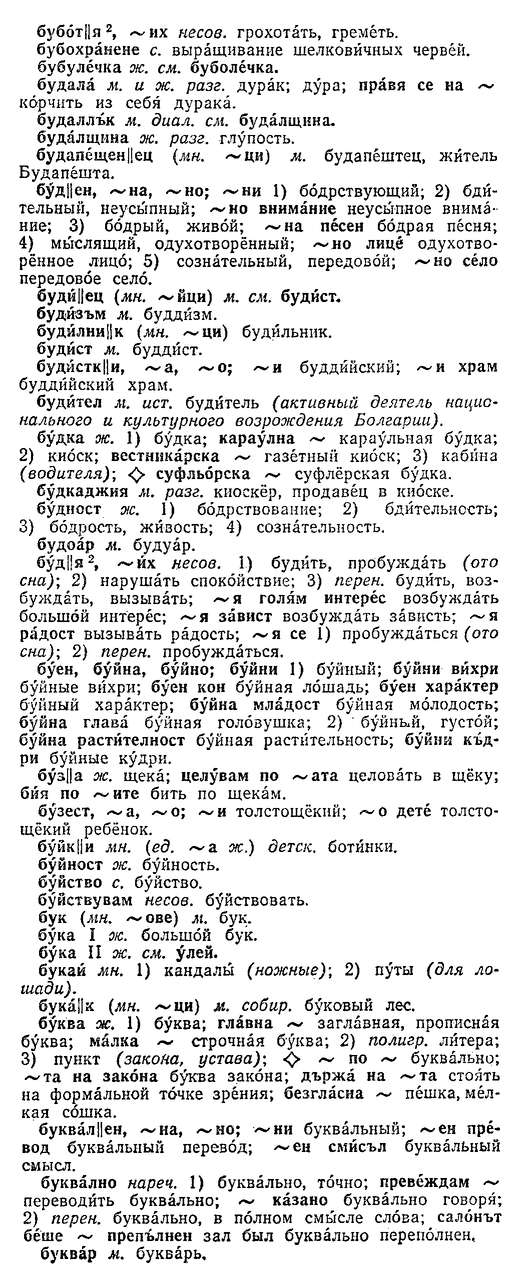 бубот||я², ~их несов. грохота́ть, греме́ть.
бубохра́нене с. выра́щивание шелкови́чных черве́й.
бубуле́чка ж. см. буболе́чка.
будала́ м. и ж. разг. дура́к; ду́ра; пра́вя се на ~
ко́рчить из себя́ дурака́.
будалльк м. диал. см. буда́лщина.
буда́лщина ж. разг. глу́пость.
будапе́щен||ец (мн. ~ци) м. будапе́штец, жи́тель
Будапе́шта.
бу́д||ен, ~на, ~но; ~ни 1) бо́дрствующий; 2) бди́-
тельный, неусы́пный; ~но внима́ние неусы́пное внима́-
ние; 3) бо́дрый, живо́й; ~на пе́сен бо́драя пе́сня;
4) мы́слящий, одухотворённый; ~но лице́ одухотво-
рённое лицо́; 5) созна́тельный, передово́й; ~но се́ло
передово́е село́.
буди́||ец (мн. ~йци) м. см. буди́ст.
буди́зъм м. будди́зм.
буди́лни||к (мн. ~ци) буди́льник.
буди́ст м. будди́ст.
буди́стк||и, ~а, ~о; ~и будди́йский; ~и храм
будди́йский храм.
буди́тел м. ист. буди́тель (активный деятель нацио-
нального и культурного возрождения Болгарии).
бу́дка ж. 1) бу́дка; карау́лна ~ карау́льная бу́дка;
2) кио́ск; вестника́рска ~ газе́тный кио́ск; 3) каби́на
(водителя); ◇ суфльо́рска ~ суфлёрская бу́дка.
будкаджи́я м. разг. киоскёр, продаве́ц в кио́ске.
бу́дност ж. 1) бо́дрствование; 2) бди́тельность;
3) бо́дрость, жи́вость; 4) созна́тельность.
будоа́р м. будуа́р.
бу́д||я², ~их несов. 1) буди́ть, пробужда́ть (ото
сна); 2) наруша́ть споко́йствие; 3) перен. буди́ть, воз-
бужда́ть, вызыва́ть; ~я голя́м интере́с возбужда́ть
большо́й интере́с; ~я за́вист возбужда́ть за́висть; ~я
ра́дост вызыва́ть ра́дость; ~я се 1) пробужда́ться (ото
сна); 2) перен. пробужда́ться.
бу́ен, бу́йна, бу́йно; бу́йни 1) бу́йный; бу́йни ви́хри
бу́йные ви́хри; бу́ен кон бу́йная ло́шадь; бу́ен хара́ктер
бу́йный хара́ктер; бу́йна мла́дост бу́йная мо́лодость;
бу́йна глава́ бу́йная голо́вушка; 2) бу́йный, густо́й;
бу́йна расти́телност бу́йная расти́тельность; бу́йни къд-
ри бу́йные ку́дри.
бу́з||а ж. щека́; целу́вам по ~ата целова́ть в щёку;
би́я по ~ите бить по щека́м.
бу́зест, ~а, ~о; ~и толстощёкий; ~о дете́ толсто-
щёкий ребёнок.
бу́йк||и мн. (ед. ~а ж.) детск. боти́нки.
бу́йност ж. бу́йность.
бу́йство с. бу́йство.
бу́йствувам несов. бу́йствовать.
бук (мн. ~ове) м. бук.
бу́ка I ж. большо́й бук.
бу́ка II ж. см. у́лей.
букаи́ мн. 1) кандалы́ (ножные); 2) пу́ты (для ло-
шади).
бука́||к (мн. ~ци) м. собир. бу́ковый лес.
бу́ква ж. 1) бу́ква; гла́вна ~ загла́вная, прописна́я
бу́ква; ма́лка ~ строчна́я бу́ква; 2) полигр. ли́тера;
3) пункт (закона, устава); ◇ ~ по ~ буква́льно;
~та на зако́на бу́ква зако́на; държа́ на ~та стоя́ть
на форма́льной то́чке зре́ния; безгла́сна ~ пе́шка, ме́л-
кая со́шка.
буква́л||ен, ~на, ~но; ~ни буква́льный; ~ен пре́-
вод буква́льный перево́д; ~ен сми́съл буква́льный
смысл.
буква́лно нареч. 1) буква́льно, то́чно; преве́ждам ~
переводи́ть буква́льно; ~ ка́зано буква́льно говоря́;
2) перен. буква́льно, в по́лном смы́сле сло́ва; сало́нът
бе́ше ~ препъ́лнен зал был буква́льно перепо́лнен.
буква́р м. буква́рь.